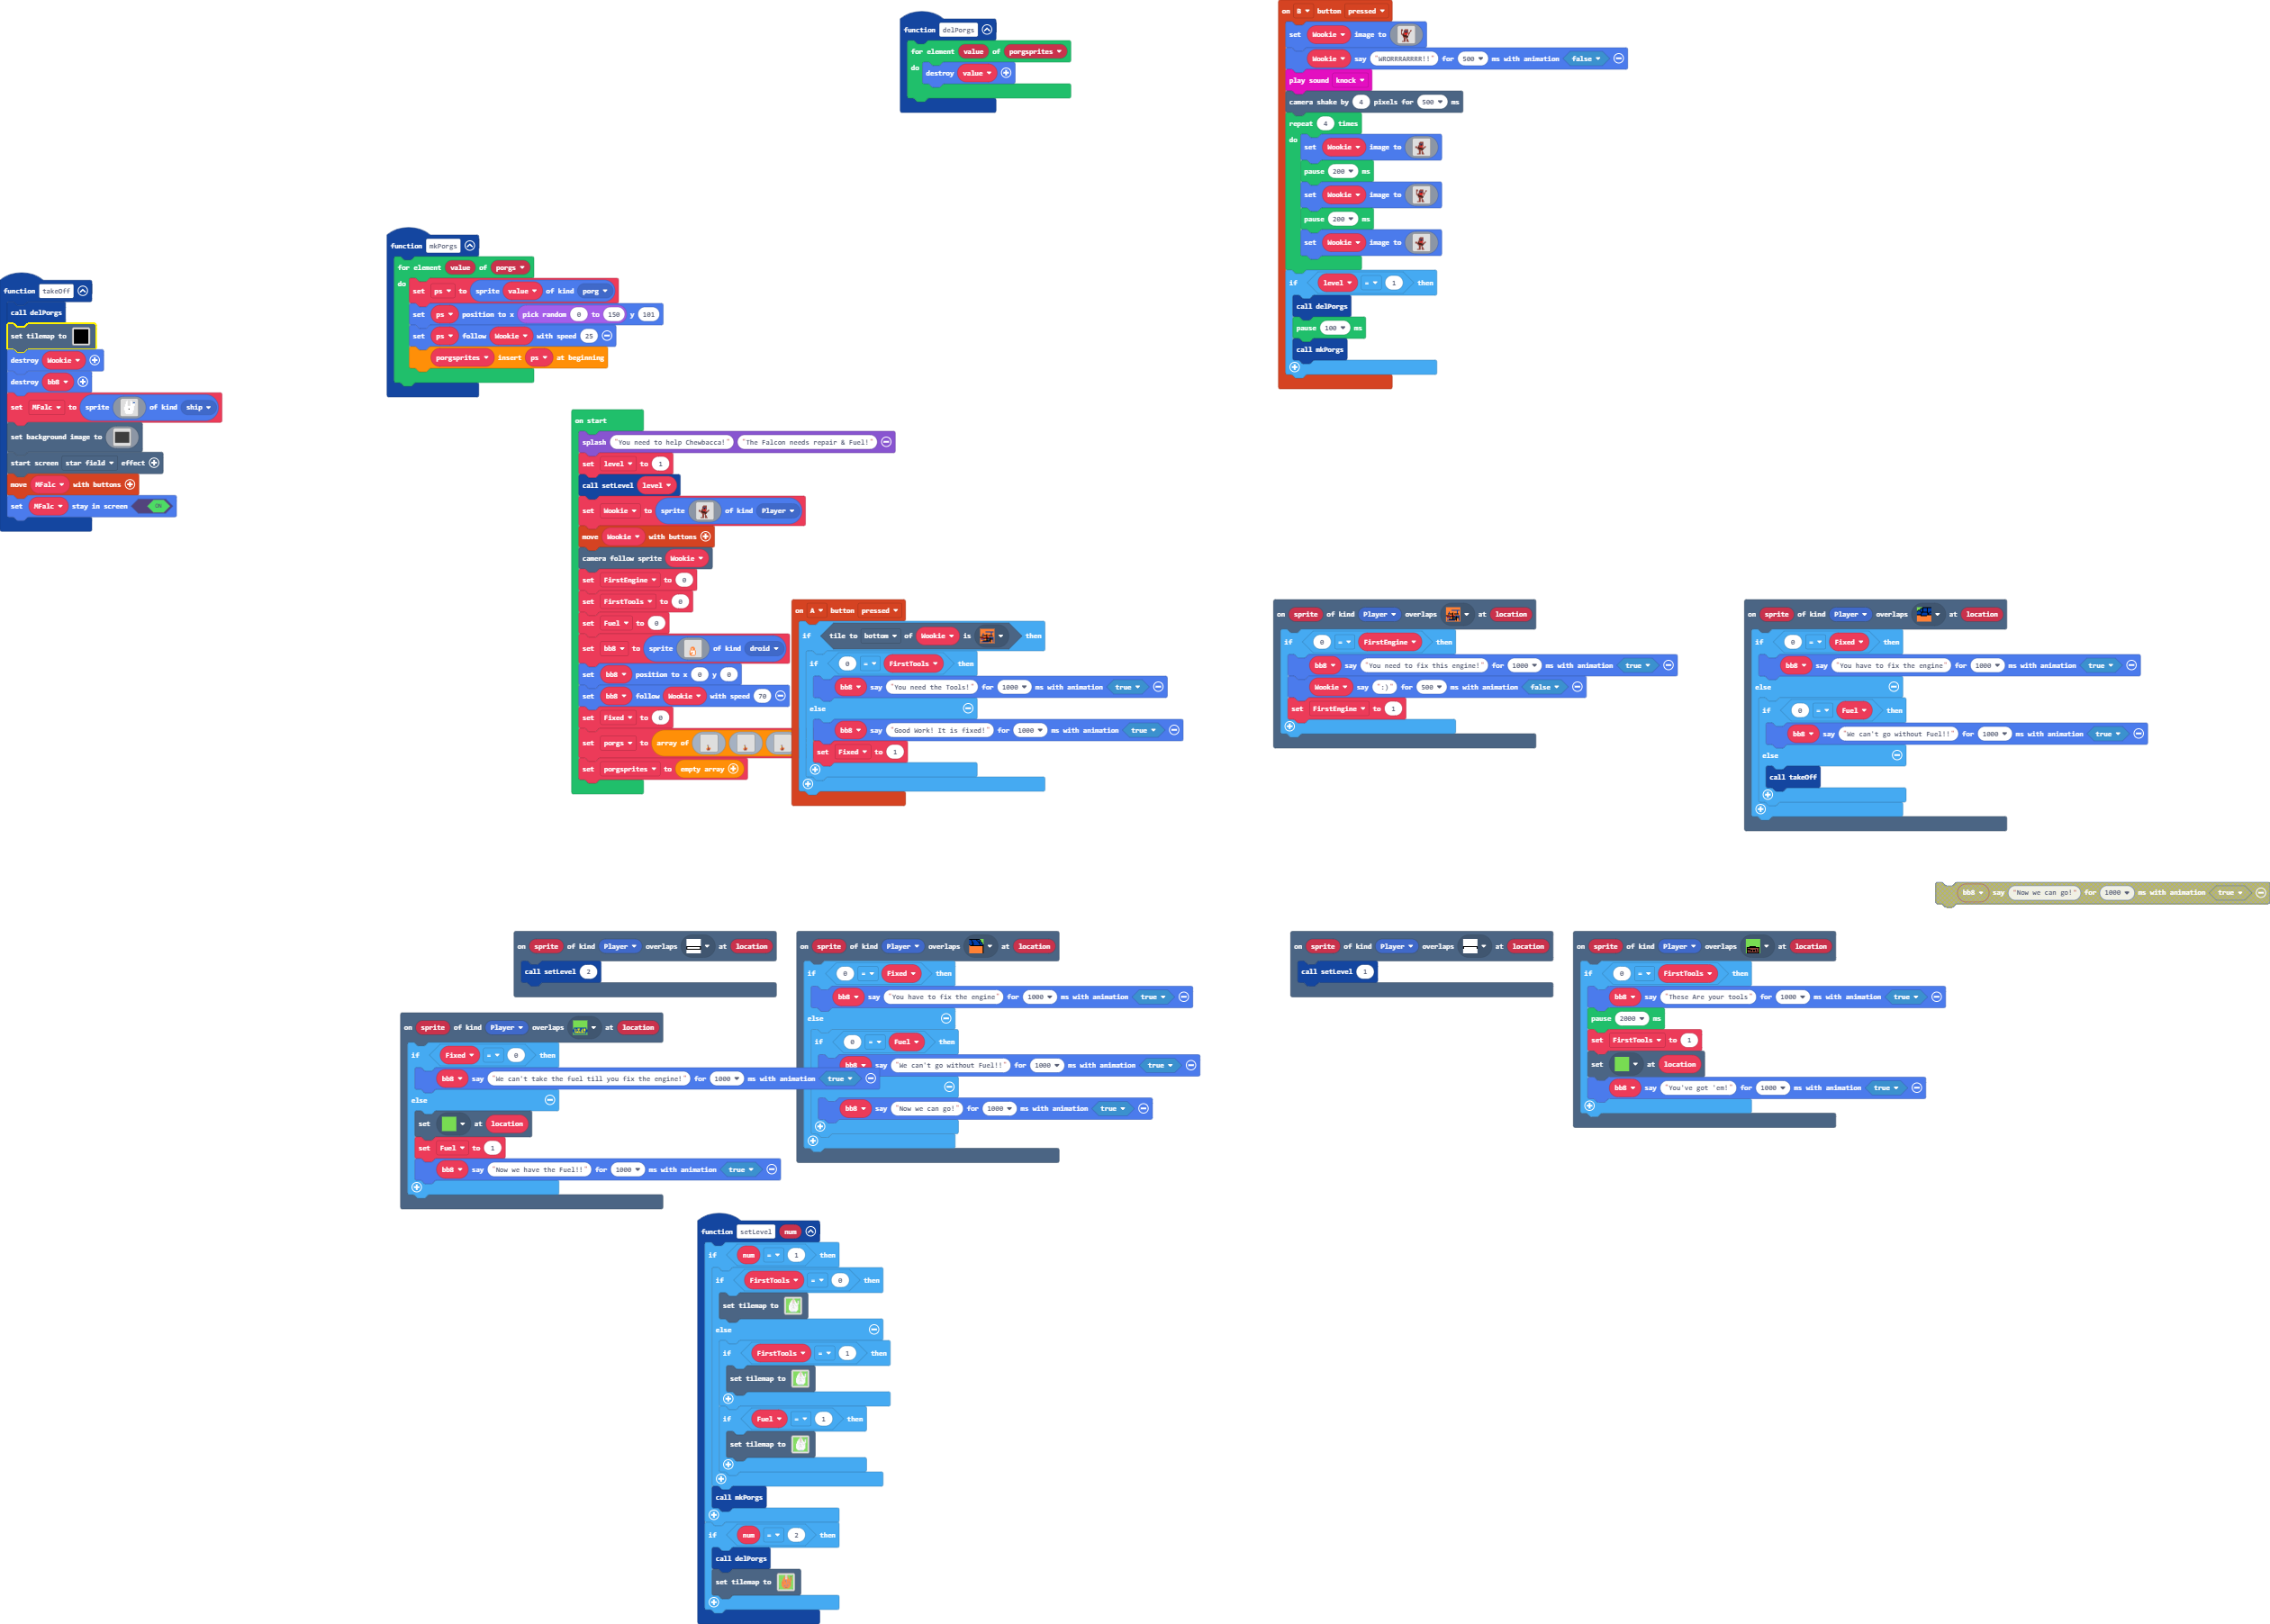 function delPorgs
for element value of porgsprites
do
destroy value
on B button pressed
set Wookie image to
Wookie say "WRORRRARRRR!!" for 500 ms with animation false
play sound knock
camera shake by 4 pixels for 500 ms
repeat 4 times
do
set Wookie image to
pause 200 ms
set Wookie image to
pause 200 ms
set Wookie image to
if level = 1 then
call delPorgs
pause 100 ms
call mkPorgs
function mkPorgs
for element value of porgs
do
set ps to sprite value of kind porg
set ps position to x pick random 0 to 150 y 101
set ps follow Wookie with speed 25
porgsprites insert ps at beginning
function takeOff
call delPorgs
set tilemap to
destroy Wookie
destroy bb8
set MFalc to sprite of kind ship
set background image to
start screen star field effect
move MFalc with buttons
set MFalc stay in screen ON
on start
splash "You need to help Chewbacca!" "The Falcon needs repair & Fuel!"
set level to 1
call setLevel level
set Wookie to sprite of kind Player
move Wookie with buttons
camera follow sprite Wookie
set FirstEngine to 0
set FirstTools to 0
set Fuel to 0
set bb8 to sprite of kind droid
set bb8 position to x 0 y 0
set bb8 follow Wookie with speed 70
set Fixed to 0
set porgs to array of
set porgsprites to empty array
on A button pressed
if tile to bottom of Wookie is then
if 0 = FirstTools then
bb8 say "You need the Tools!" for 1000 ms with animation true
else
bb8 say "Good Work! It is fixed!" for 1000 ms with animation true
set Fixed to 1
on sprite of kind Player overlaps at location
if 0 = FirstEngine then
bb8 say "You need to fix this engine!" for 1000 ms with animation true
Wookie say ":)" for 500 ms with animation false
set FirstEngine to 1
on sprite of kind Player overlaps at location
if 0 = Fixed then
bb8 say "You have to fix the engine" for 1000 ms with animation true
else
if 0 = Fuel then
bb8 say "We can't go without Fuel!!" for 1000 ms with animation true
else
call takeOff
bb8 say "Now we can go!" for 1000 ms with animation true
on sprite of kind Player overlaps at location
call setLevel 2
on sprite of kind Player overlaps at location
if 0 = Fixed then
bb8 say "You have to fix the engine" for 1000 ms with animation true
else
if 0 = Fuel then
bb8 say "We can't go without Fuel!!" for 1000 ms with animation true
bb8 say "Now we can go!" for 1000 ms with animation true
on sprite of kind Player overlaps at location
call setLevel 1
on sprite of kind Player overlaps at location
if 0 = FirstTools then
bb8 say "These Are your tools" for 1000 ms with animation true
pause 2000 ms
set FirstTools to 1
set at location
bb8 say "You've got 'em!" for 1000 ms with animation true
on sprite of kind Player overlaps at location
if Fixed = 0 then
bb8 say "We can't take the fuel till you fix the engine!" for 1000 ms with animation true
else
set at location
set Fuel to 1
bb8 say "Now we have the Fuel!!" for 1000 ms with animation true
function setLevel num
if num = 1 then
if FirstTools = 0 then
set tilemap to
else
if FirstTools = 1 then
set tilemap to
if Fuel = 1 then
set tilemap to
call mkPorgs
if num = 2 then
call delPorgs
set tilemap to